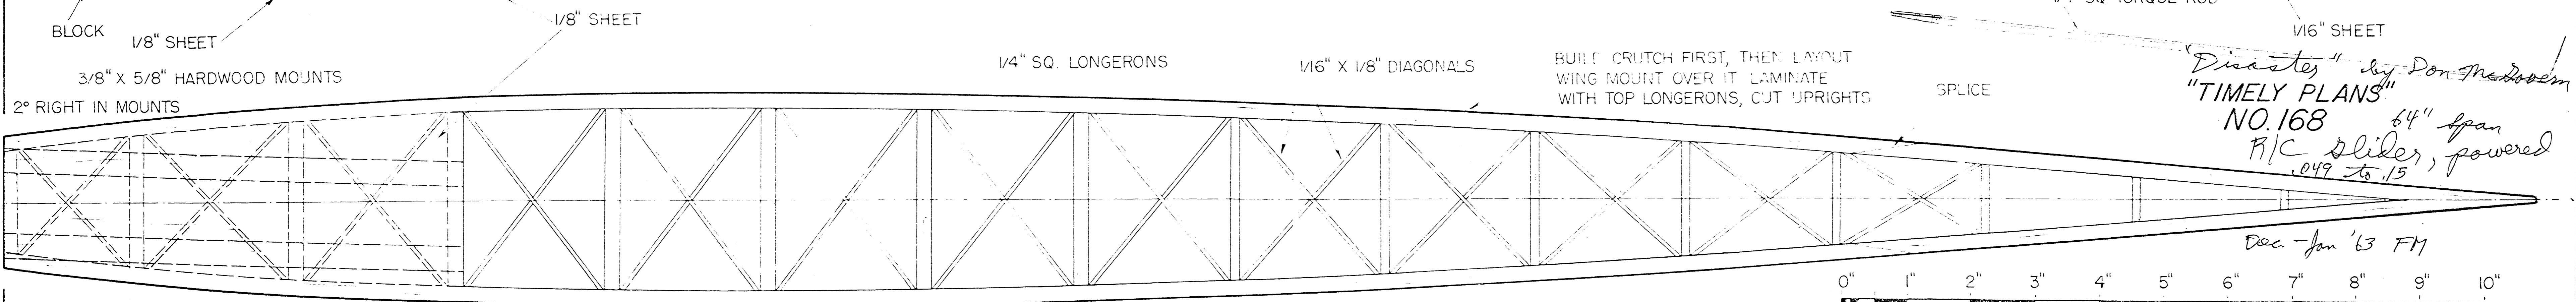 BLOCK
1/8" SHEET
1/8" SHEET
3/8" X 5/8" HARDWOOD MOUNTS
2° RIGHT IN MOUNTS
1/4" SQ. LONGERONS
1/16" X 1/8" DIAGONALS
BUILD CRUTCH FIRST, THEN LAYOUT
WING MOUNT OVER IT LAMINATE
WITH TOP LONGERONS, CUT UPRIGHTS
SPLICE
SQ. TORQUE ROD
1/16" SHEET
"Disaster" by Don McGovern
"TIMELY PLANS"
NO. 168
64" span
R/C Glider, powered
.049 to .15
Dec.-Jan '63 FM
0" 1" 2" 3" 4" 5" 6" 7" 8" 9" 10"